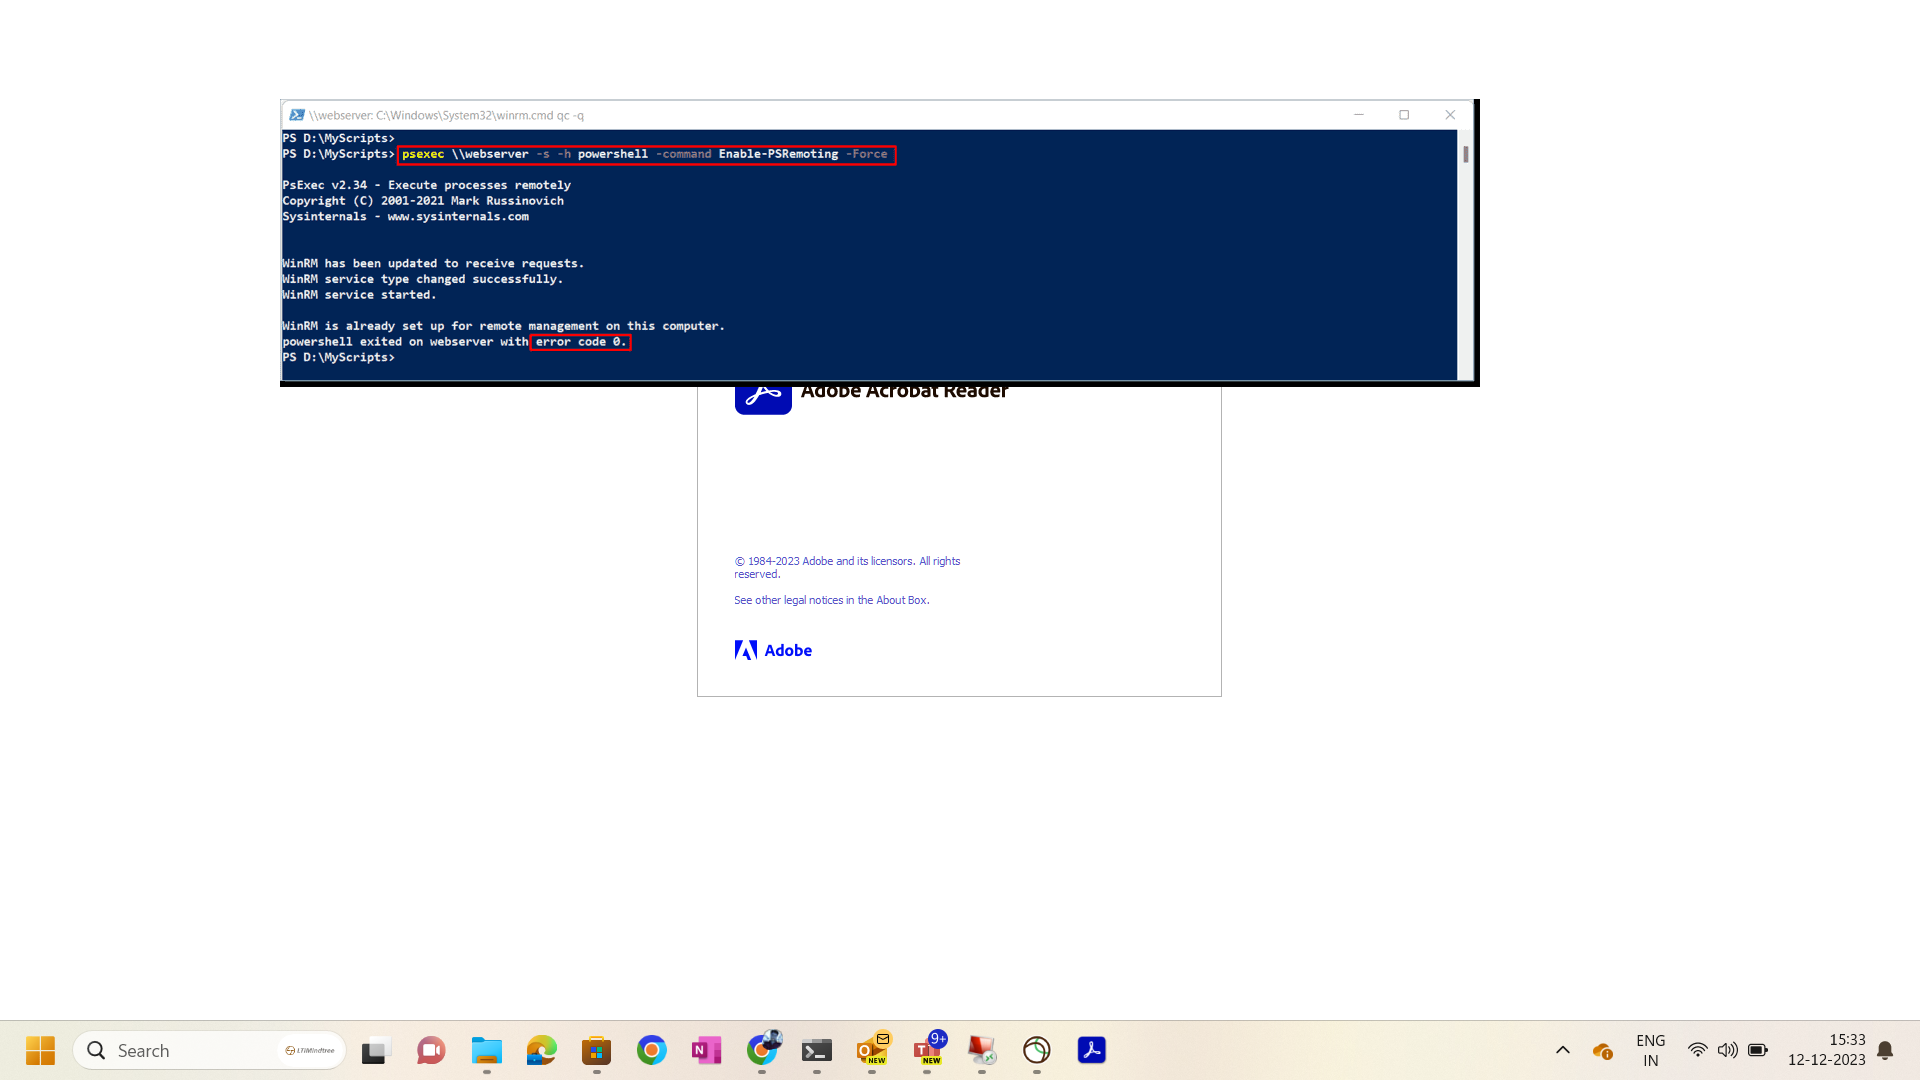 \\webserver: C:\Windows\System32\winrm.cmd qc -q
PS D:\MyScripts>
PS D:\MyScripts> psexec \\webserver -s -h powershell -command Enable-PSRemoting -Force
PsExec v2.34 - Execute processes remotely
Copyright (C) 2001-2021 Mark Russinovich
Sysinternals - www.sysinternals.com
WinRM has been updated to receive requests.
WinRM service type changed successfully.
WinRM service started.
WinRM is already set up for remote management on this computer.
powershell exited on webserver with error code 0.
PS D:\MyScripts>
Adobe Acrobat Reader
© 1984-2023 Adobe and its licensors. All rights
reserved.
See other legal notices in the About Box.
Adobe
Search
LTIMindtree
N
O
NEW
T
9+
NEW
ENG
IN
15:33
12-12-2023